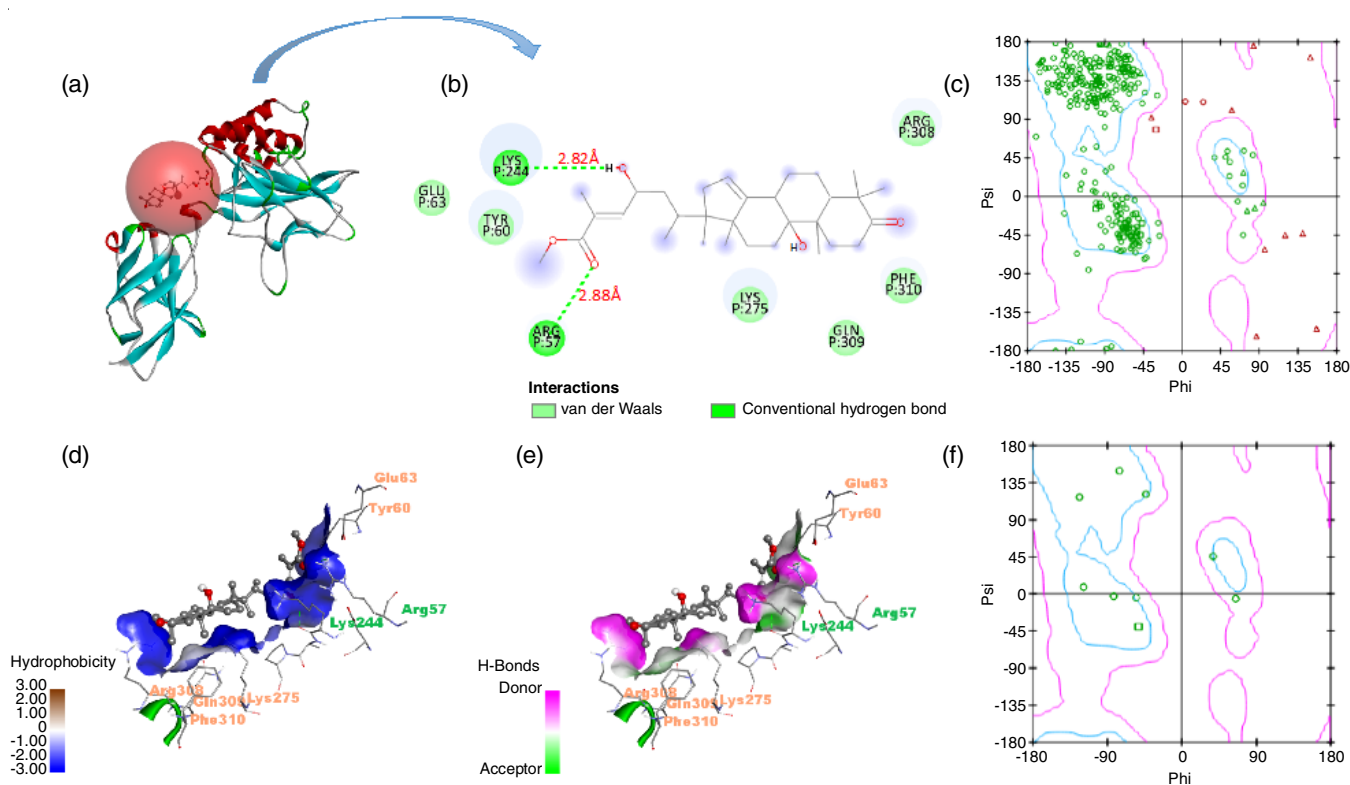 (a)
(b)
LYS
P:244
2.82Å
H
O
GLU
P:63
TYR
P:60
O
O
2.88Å
ARG
P:57
H
O
O
ARG
P:308
LYS
P:275
PHE
P:310
GLN
P:309
Interactions
van der Waals
Conventional hydrogen bond
(c)
180
135
90
45
0
-45
-90
-135
-180
Psi
-180 -135 -90 -45 0 45 90 135 180
Phi
(d)
Glu63
Tyr60
Arg57
Lys244
Arg308
Gln309
Lys275
Phe310
Hydrophobicity
3.00
2.00
1.00
0
-1.00
-2.00
-3.00
(e)
Glu63
Tyr60
Arg57
Lys244
Arg308
Gln309
Lys275
Phe310
H-Bonds
Donor
Acceptor
(f)
180
135
90
45
0
-45
-90
-135
-180
Psi
-180 -90 0 90 180
Phi